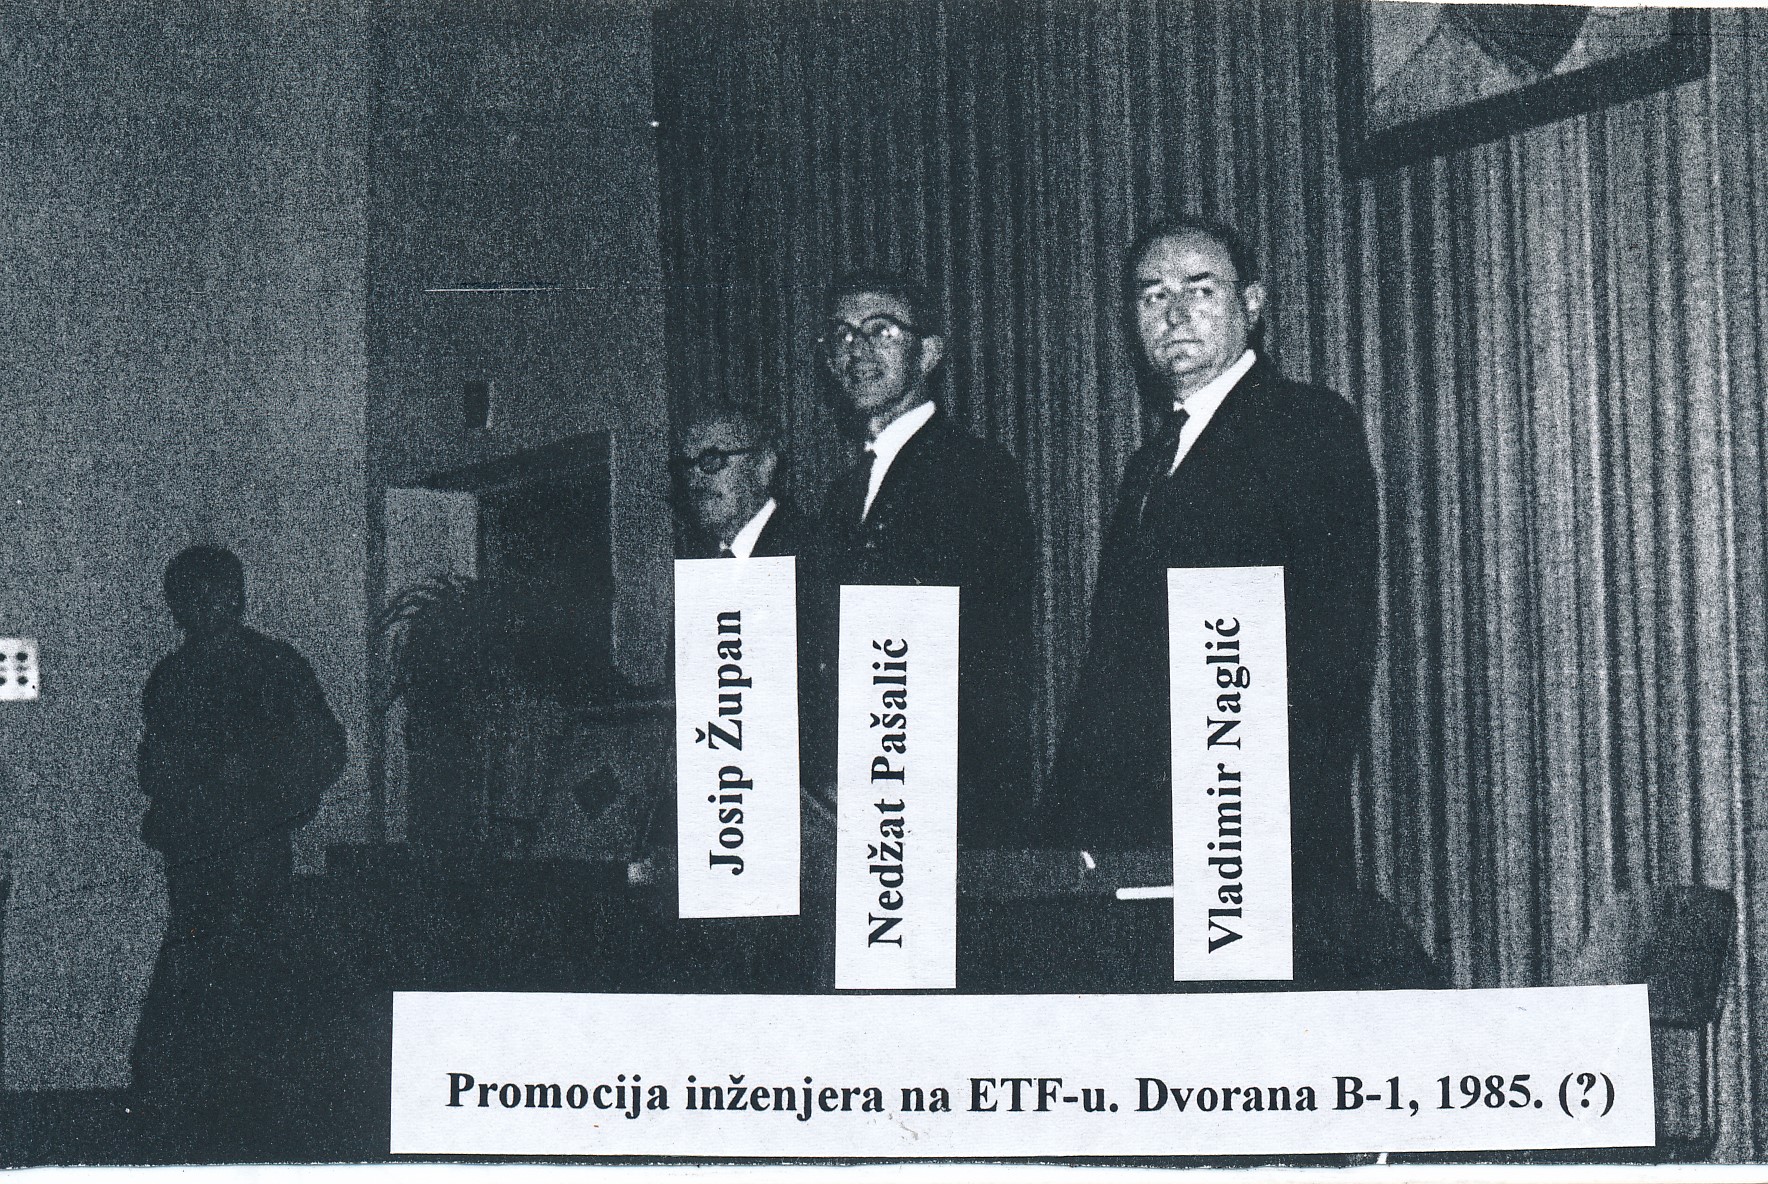 Josip Župan
Nedžat Pašalić
Vladimir Naglić
Promocija inženjera na ETF-u. Dvorana B-1, 1985. (?)